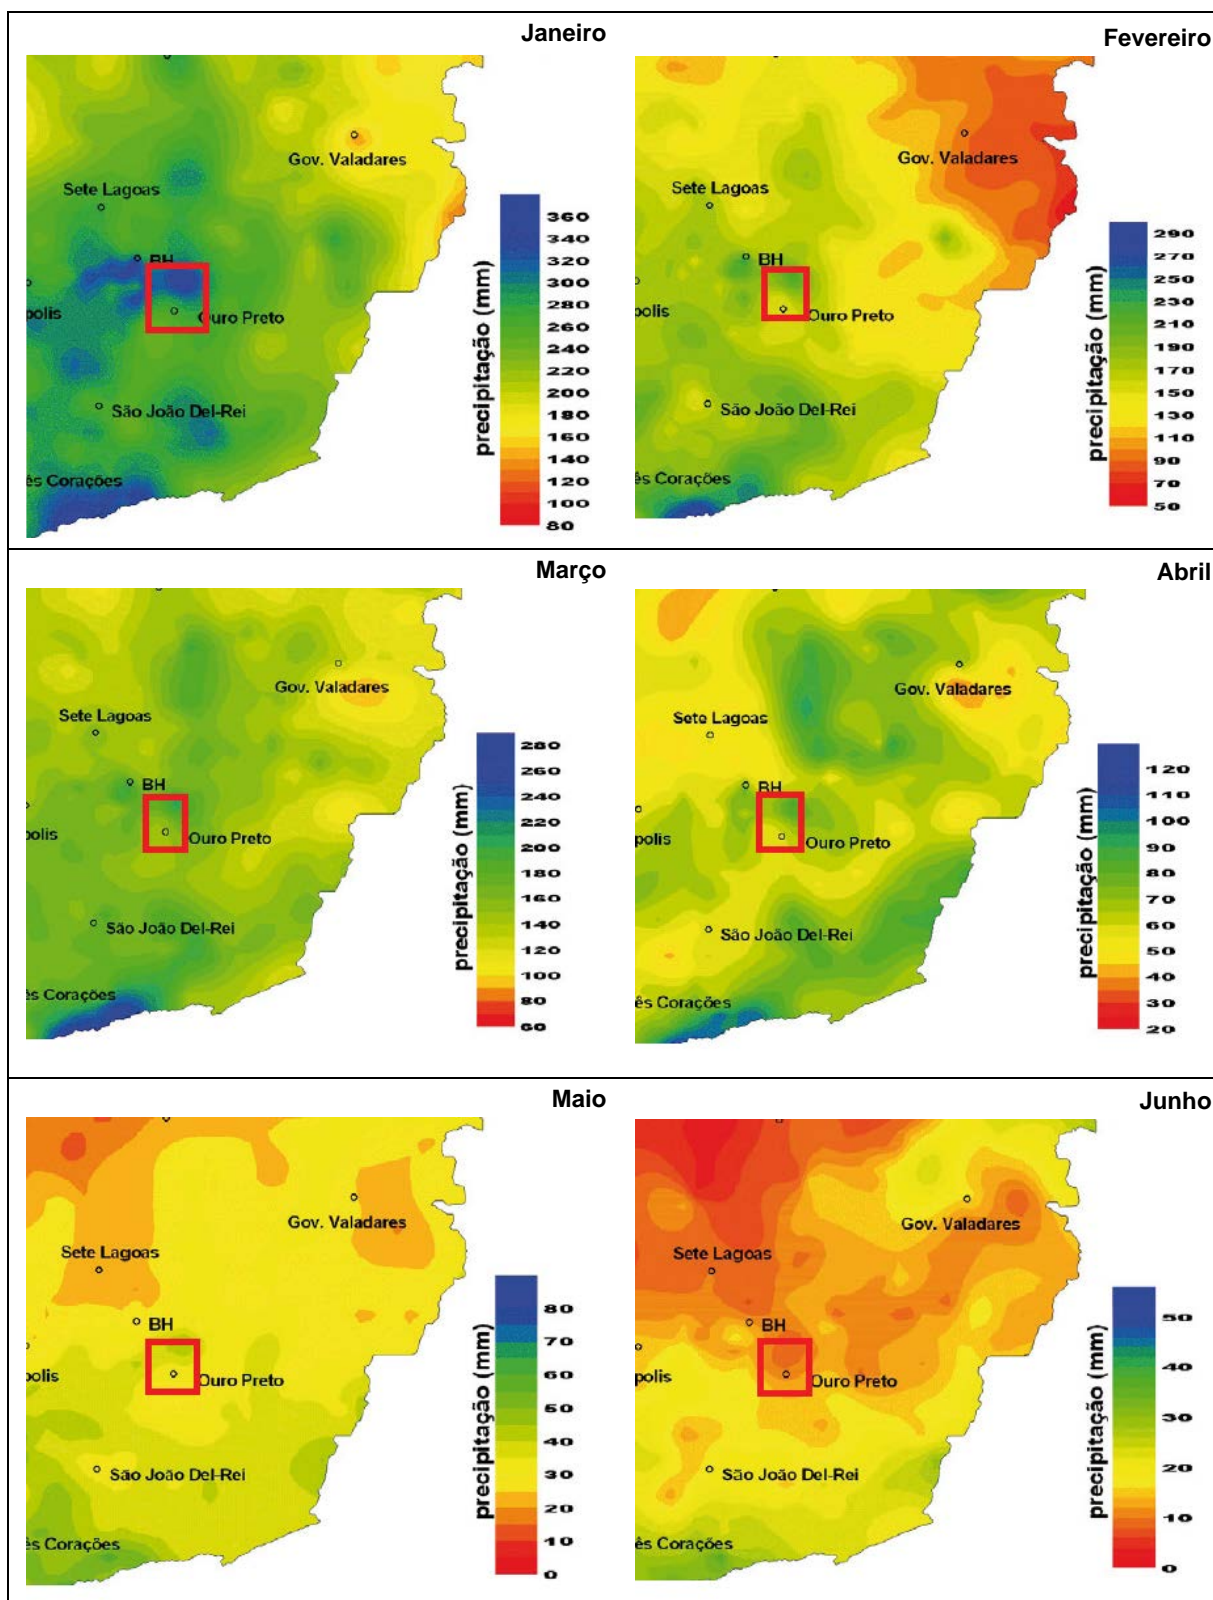 Janeiro
Gov. Valadares
Sete Lagoas
BH
Ouro Preto
polis
São João Del-Rei
ês Corações
precipitação (mm)
360
340
320
300
280
260
240
220
200
180
160
140
120
100
80
Fevereiro
Gov. Valadares
Sete Lagoas
BH
Ouro Preto
polis
São João Del-Rei
ês Corações
precipitação (mm)
290
270
250
230
210
190
170
150
130
110
90
70
50
Março
Gov. Valadares
Sete Lagoas
BH
Ouro Preto
polis
São João Del-Rei
ês Corações
precipitação (mm)
280
260
240
220
200
180
160
140
120
100
80
60
Abril
Gov. Valadares
Sete Lagoas
BH
Ouro Preto
polis
São João Del-Rei
ês Corações
precipitação (mm)
120
110
100
90
80
70
60
50
40
30
20
Maio
Gov. Valadares
Sete Lagoas
BH
Ouro Preto
polis
São João Del-Rei
ês Corações
precipitação (mm)
80
70
60
50
40
30
20
10
0
Junho
Gov. Valadares
Sete Lagoas
BH
Ouro Preto
polis
São João Del-Rei
ês Corações
precipitação (mm)
50
40
30
20
10
0